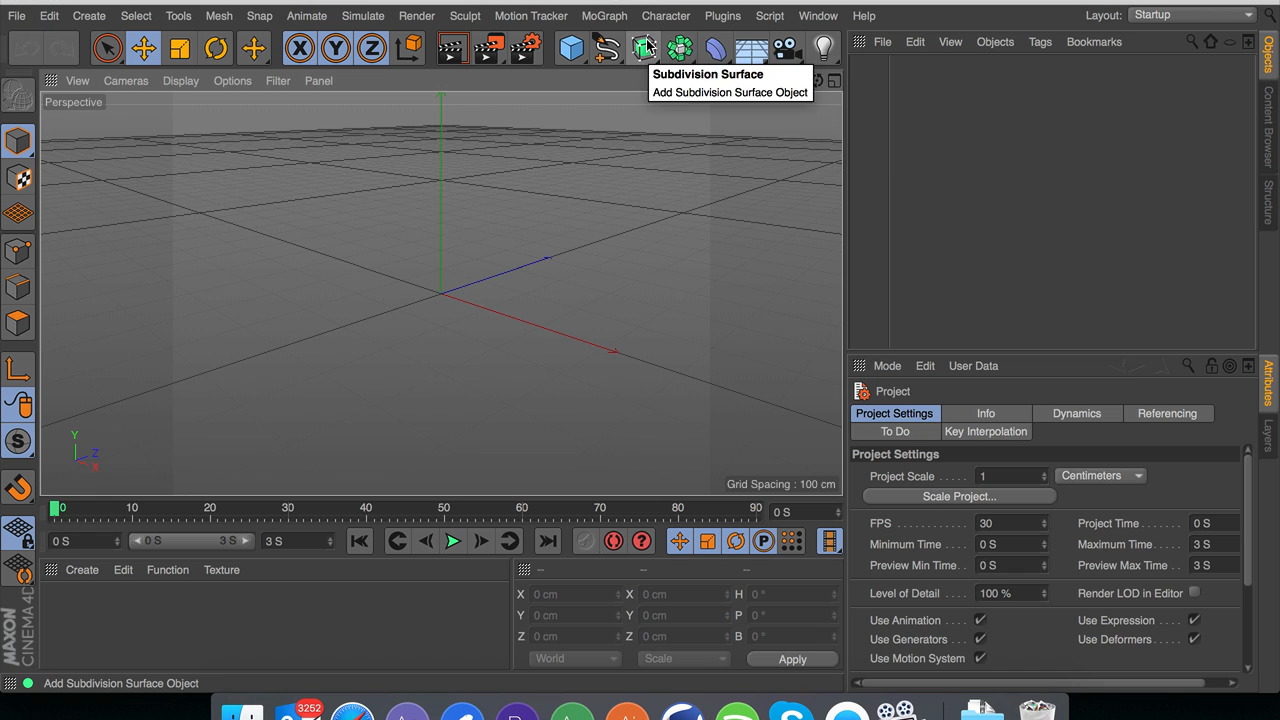 File Edit Create Select Tools Mesh Snap Animate Simulate Render Sculpt Motion Tracker MoGraph Character Plugins Script Window Help Layout: Startup
X Y Z
File Edit View Objects Tags Bookmarks
Subdivision Surface
Add Subdivision Surface Object
View Cameras Display Options Filter Panel
Perspective
Y
Z
X
Grid Spacing : 100 cm
Objects
Content Browser
Structure
Mode Edit User Data
Project
Project Settings Info Dynamics Referencing
To Do Key Interpolation
Project Settings
Project Scale ..... 1 Centimeters
Scale Project...
FPS 30 Project Time 0 S
Minimum Time 0 S Maximum Time 3 S
Preview Min Time 0 S Preview Max Time 3 S
Level of Detail 100 % Render LOD in Editor
Use Animation Use Expression
Use Generators Use Deformers
Use Motion System
Attributes
Layers
S
0 10 20 30 40 50 60 70 80 90 0 S
0 S 0 S 3 S 3 S ? P
Create Edit Function Texture
-- -- --
X 0 cm X 0 cm H 0 °
Y 0 cm Y 0 cm P 0 °
Z 0 cm Z 0 cm B 0 °
World Scale Apply
MAXON
CINEMA 4D
Add Subdivision Surface Object
3252